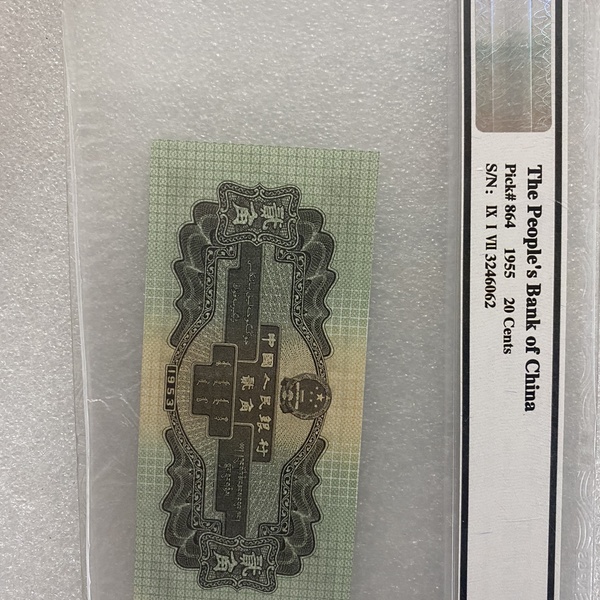 The People's Bank of China
Pick# 864 1955 20 Cents
S/N: IX I VII 3246062
貳角
中國人民銀行
貳角
1953
貳角